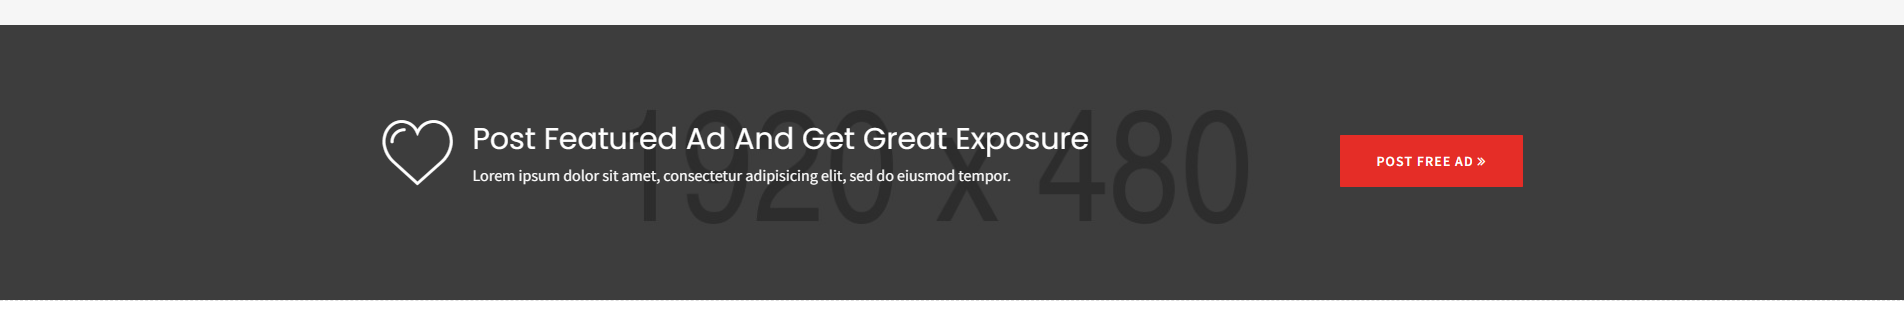 1920 x 480
Post Featured Ad And Get Great Exposure
Lorem ipsum dolor sit amet, consectetur adipisicing elit, sed do eiusmod tempor.
POST FREE AD »